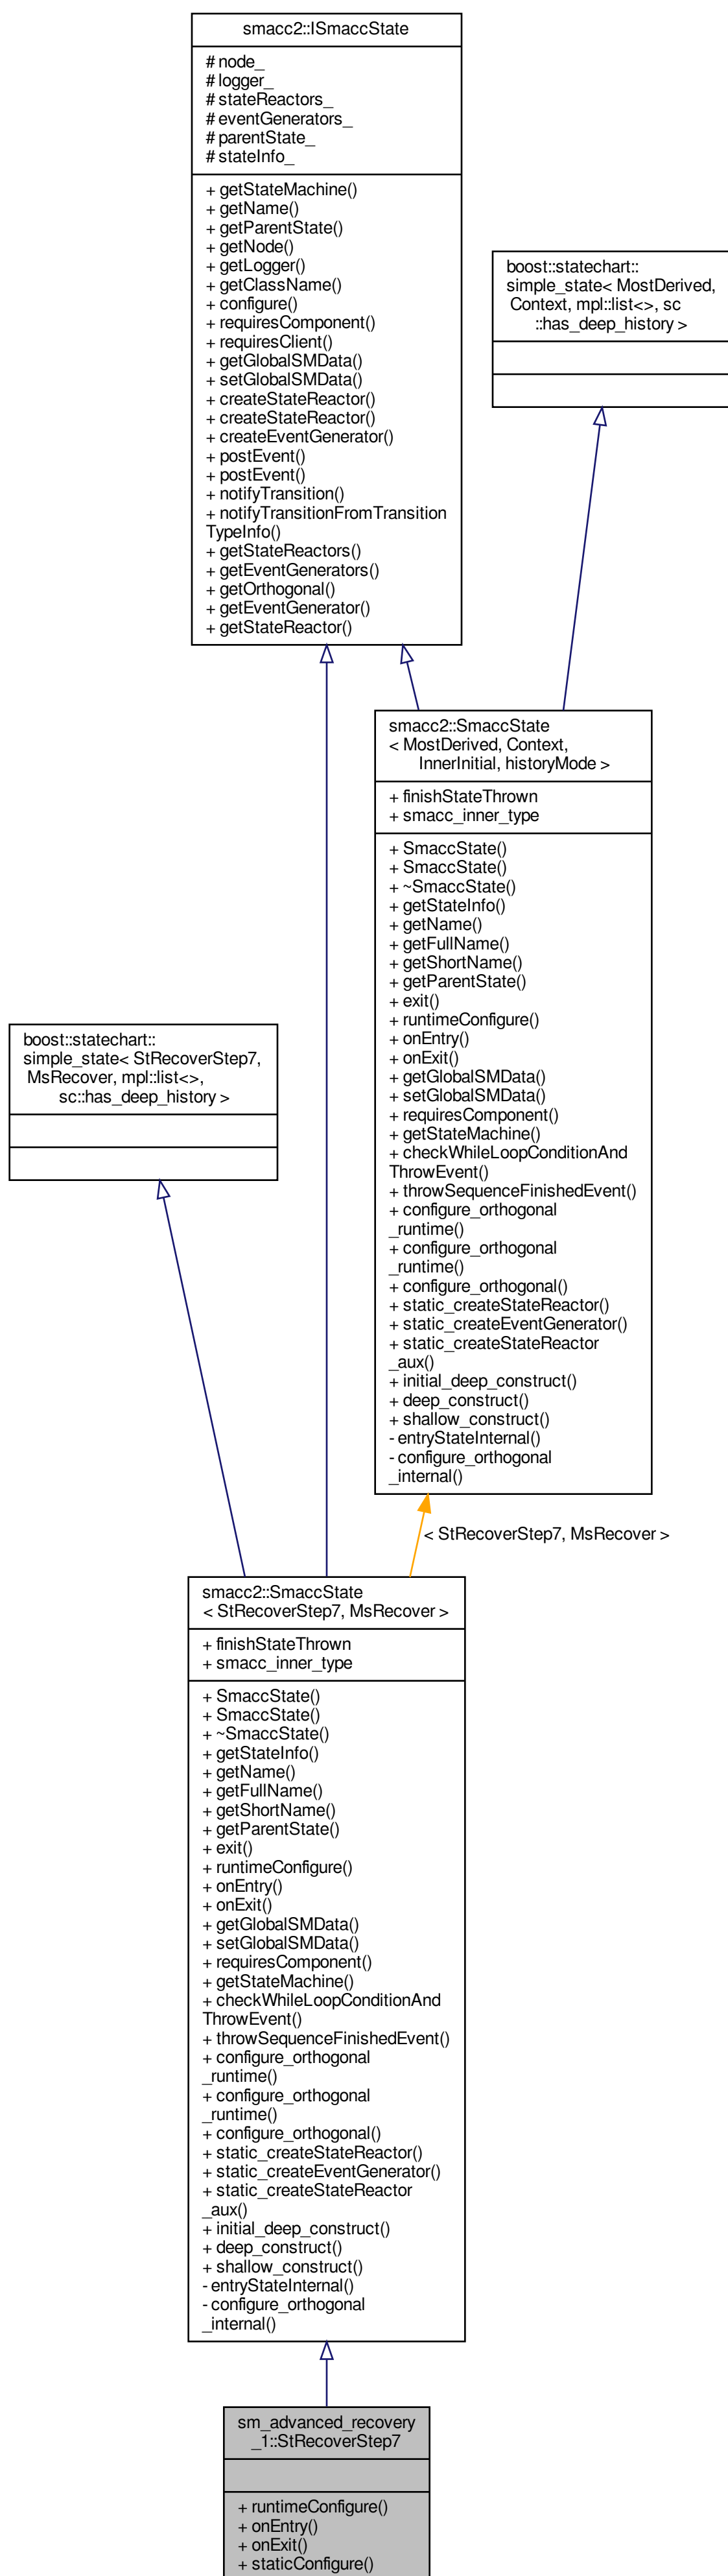 smacc2::ISmaccState
# node_
# logger_
# stateReactors_
# eventGenerators_
# parentState_
# stateInfo_
+ getStateMachine()
+ getName()
+ getParentState()
+ getNode()
+ getLogger()
+ getClassName()
+ configure()
+ requiresComponent()
+ requiresClient()
+ getGlobalSMData()
+ setGlobalSMData()
+ createStateReactor()
+ createStateReactor()
+ createEventGenerator()
+ postEvent()
+ postEvent()
+ notifyTransition()
+ notifyTransitionFromTransition
TypeInfo()
+ getStateReactors()
+ getEventGenerators()
+ getOrthogonal()
+ getEventGenerator()
+ getStateReactor()
boost::statechart::
simple_state< MostDerived,
Context, mpl::list<>, sc
::has_deep_history >
smacc2::SmaccState
< MostDerived, Context,
InnerInitial, historyMode >
+ finishStateThrown
+ smacc_inner_type
+ SmaccState()
+ SmaccState()
+ ~SmaccState()
+ getStateInfo()
+ getName()
+ getFullName()
+ getShortName()
+ getParentState()
+ exit()
+ runtimeConfigure()
+ onEntry()
+ onExit()
+ getGlobalSMData()
+ setGlobalSMData()
+ requiresComponent()
+ getStateMachine()
+ checkWhileLoopConditionAnd
ThrowEvent()
+ throwSequenceFinishedEvent()
+ configure_orthogonal
_runtime()
+ configure_orthogonal
_runtime()
+ configure_orthogonal()
+ static_createStateReactor()
+ static_createEventGenerator()
+ static_createStateReactor
_aux()
+ initial_deep_construct()
+ deep_construct()
+ shallow_construct()
- entryStateInternal()
- configure_orthogonal
_internal()
boost::statechart::
simple_state< StRecoverStep7,
MsRecover, mpl::list<>,
sc::has_deep_history >
< StRecoverStep7, MsRecover >
smacc2::SmaccState
< StRecoverStep7, MsRecover >
+ finishStateThrown
+ smacc_inner_type
+ SmaccState()
+ SmaccState()
+ ~SmaccState()
+ getStateInfo()
+ getName()
+ getFullName()
+ getShortName()
+ getParentState()
+ exit()
+ runtimeConfigure()
+ onEntry()
+ onExit()
+ getGlobalSMData()
+ setGlobalSMData()
+ requiresComponent()
+ getStateMachine()
+ checkWhileLoopConditionAnd
ThrowEvent()
+ throwSequenceFinishedEvent()
+ configure_orthogonal
_runtime()
+ configure_orthogonal
_runtime()
+ configure_orthogonal()
+ static_createStateReactor()
+ static_createEventGenerator()
+ static_createStateReactor
_aux()
+ initial_deep_construct()
+ deep_construct()
+ shallow_construct()
- entryStateInternal()
- configure_orthogonal
_internal()
sm_advanced_recovery
_1::StRecoverStep7
+ runtimeConfigure()
+ onEntry()
+ onExit()
+ staticConfigure()